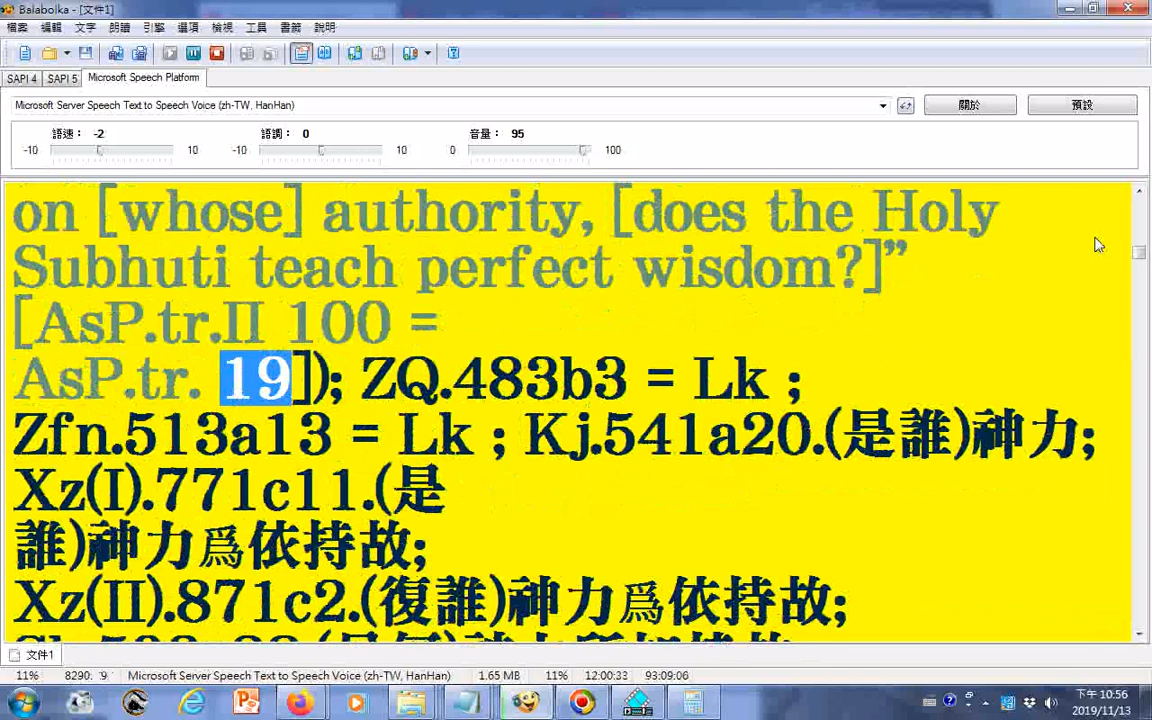 Balabolka - [文件1]
檔案 編輯 文字 朗讀 引擎 選項 檢視 工具 書籤 說明
SAPI 4 SAPI 5 Microsoft Speech Platform
Microsoft Server Speech Text to Speech Voice (zh-TW, HanHan) 關於 預設
語速： -2 語調： 0 音量： 95
-10 10 -10 10 0 100
on [whose] authority, [does the Holy
Subhuti teach perfect wisdom?]”
[AsP.tr.II 100 =
AsP.tr. 19]); ZQ.483b3 = Lk ;
Zfn.513a13 = Lk ; Kj.541a20.(是誰)神力;
Xz(I).771c11.(是
誰)神力爲依持故;
Xz(II).871c2.(復誰)神力爲依持故;
文件1
11% Microsoft Server Speech Text to Speech Voice (zh-TW, HanHan) 1.65 MB 11% 12:00:33 93:09:06
下午 10:56
2019/11/13